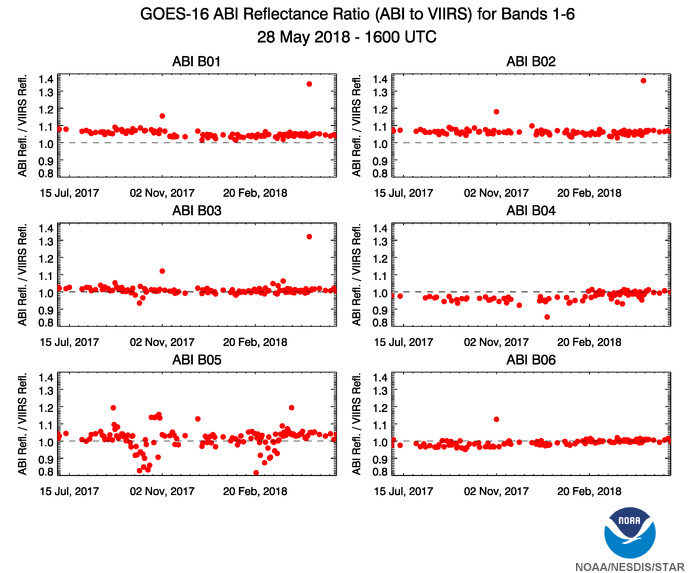 GOES-16 ABI Reflectance Ratio (ABI to VIIRS) for Bands 1-6
28 May 2018 - 1600 UTC
ABI B01
ABI Refl. / VIIRS Refl.
1.4
1.3
1.2
1.1
1.0
0.9
0.8
15 Jul, 2017 02 Nov, 2017 20 Feb, 2018
ABI B02
ABI Refl. / VIIRS Refl.
1.4
1.3
1.2
1.1
1.0
0.9
0.8
15 Jul, 2017 02 Nov, 2017 20 Feb, 2018
ABI B03
ABI Refl. / VIIRS Refl.
1.4
1.3
1.2
1.1
1.0
0.9
0.8
15 Jul, 2017 02 Nov, 2017 20 Feb, 2018
ABI B04
ABI Refl. / VIIRS Refl.
1.4
1.3
1.2
1.1
1.0
0.9
0.8
15 Jul, 2017 02 Nov, 2017 20 Feb, 2018
ABI B05
ABI Refl. / VIIRS Refl.
1.4
1.3
1.2
1.1
1.0
0.9
0.8
15 Jul, 2017 02 Nov, 2017 20 Feb, 2018
ABI B06
ABI Refl. / VIIRS Refl.
1.4
1.3
1.2
1.1
1.0
0.9
0.8
15 Jul, 2017 02 Nov, 2017 20 Feb, 2018
NOAA
NOAA/NESDIS/STAR